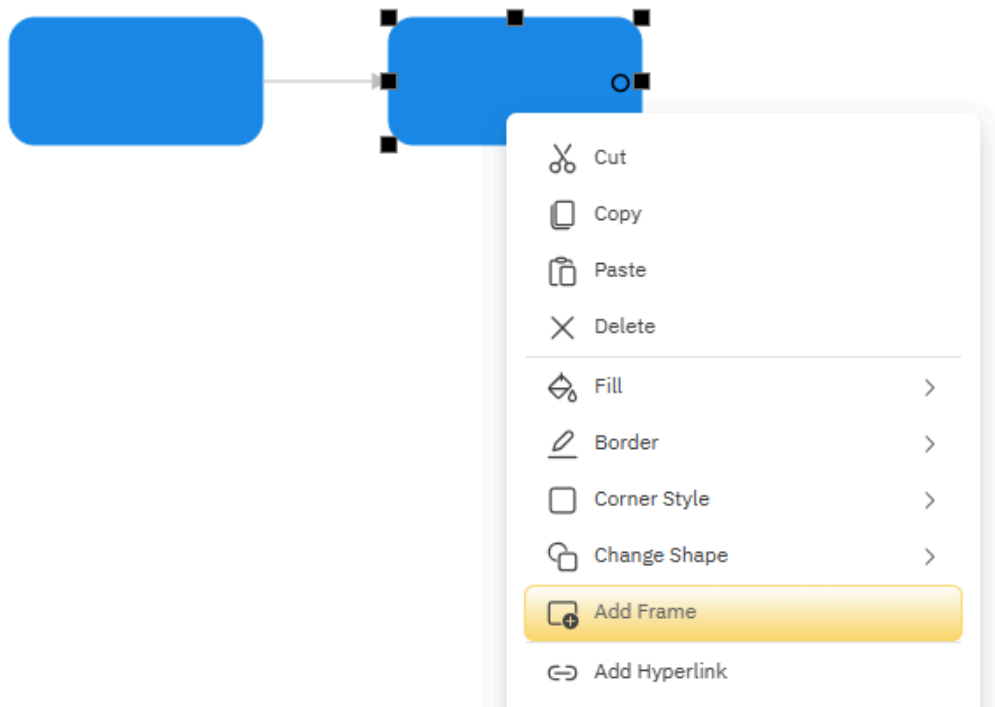 Cut
Copy
Paste
Delete
Fill
Border
Corner Style
Change Shape
Add Frame
Add Hyperlink